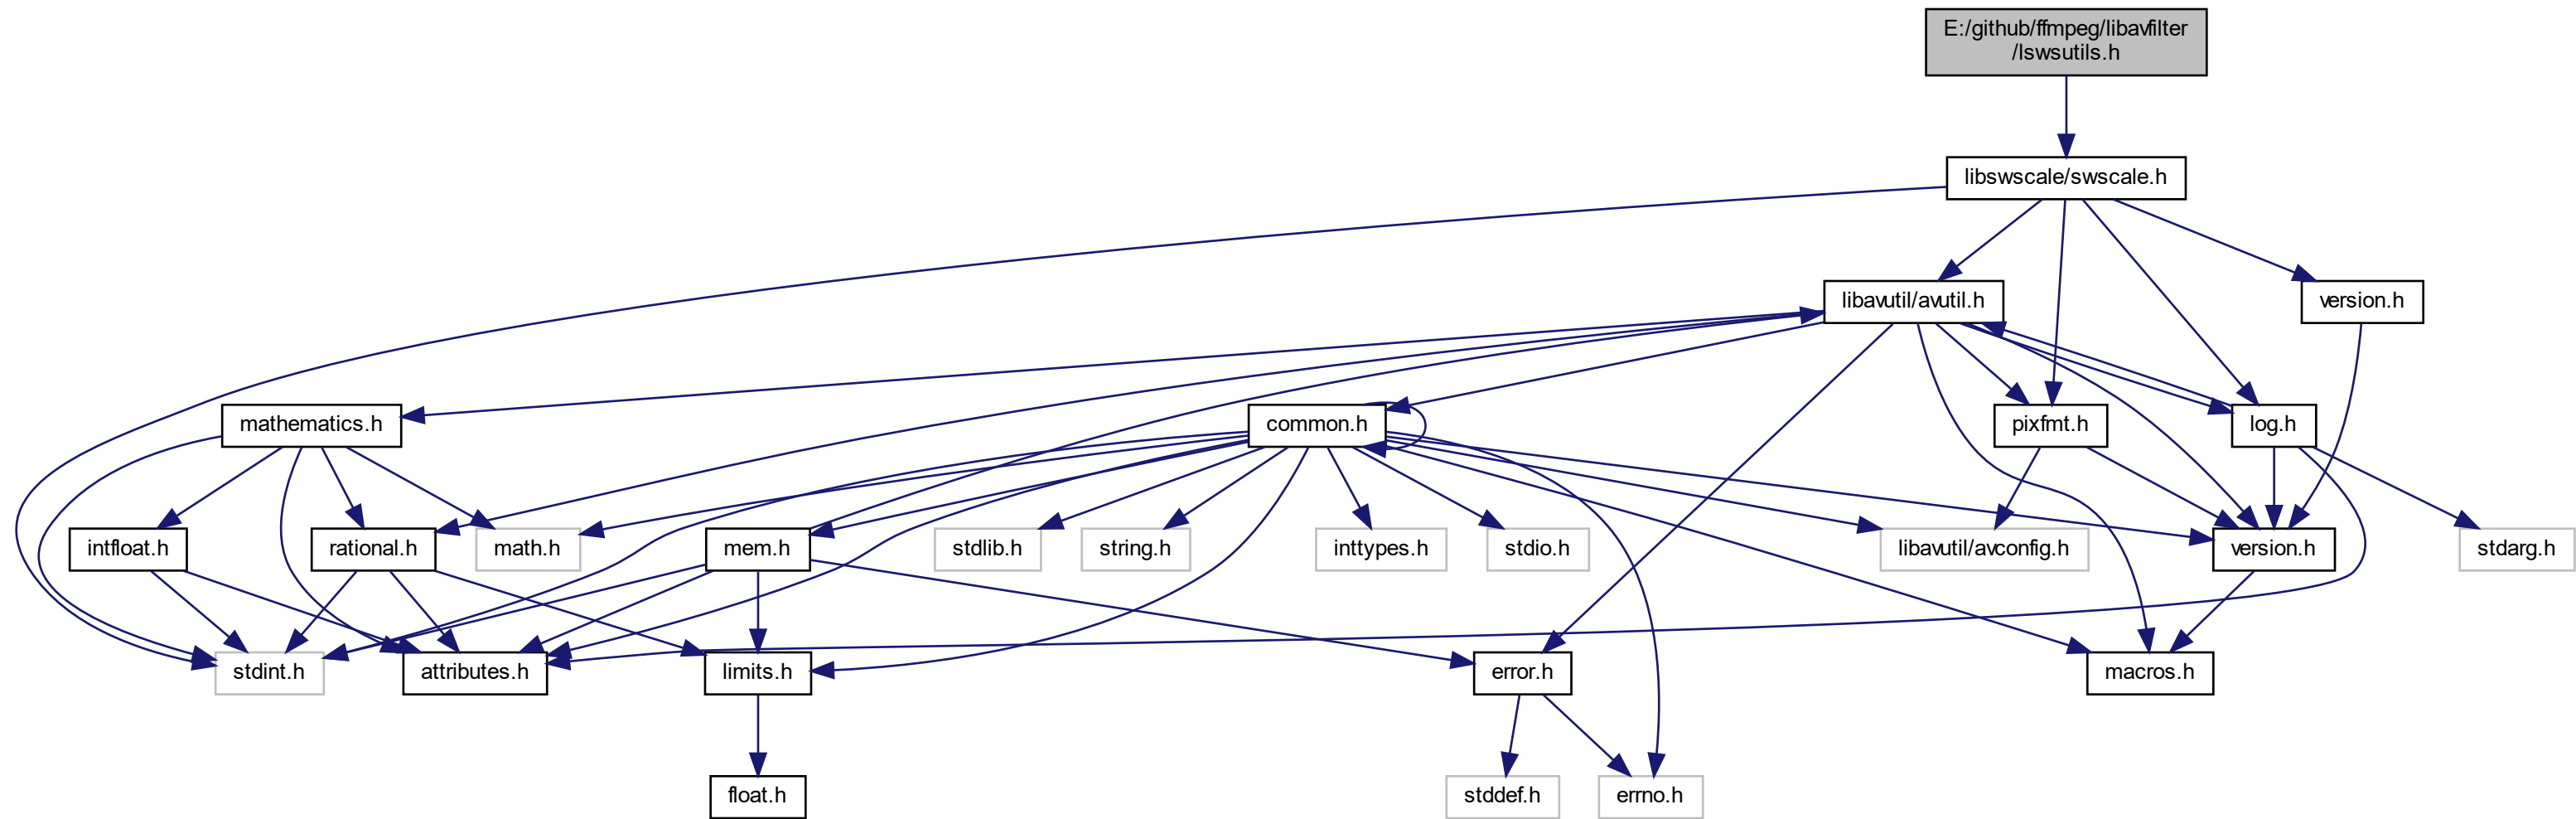 E:/github/ffmpeg/libavfilter
/lswsutils.h
libswscale/swscale.h
libavutil/avutil.h
version.h
mathematics.h
common.h
pixfmt.h
log.h
intfloat.h
rational.h
math.h
mem.h
stdlib.h
string.h
inttypes.h
stdio.h
libavutil/avconfig.h
version.h
stdarg.h
stdint.h
attributes.h
limits.h
error.h
macros.h
float.h
stddef.h
errno.h